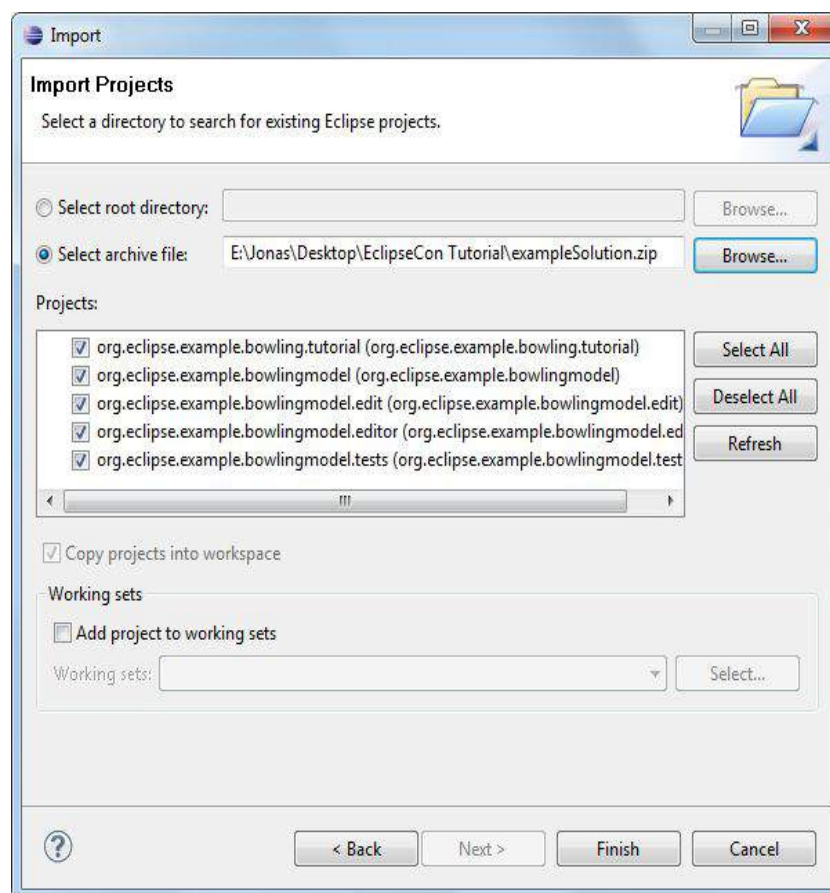 Import
Import Projects
Select a directory to search for existing Eclipse projects.
Select root directory:
Browse...
Select archive file:
E:\Jonas\Desktop\EclipseCon Tutorial\exampleSolution.zip
Browse...
Projects:
org.eclipse.example.bowling.tutorial (org.eclipse.example.bowling.tutorial)
org.eclipse.example.bowlingmodel (org.eclipse.example.bowlingmodel)
org.eclipse.example.bowlingmodel.edit (org.eclipse.example.bowlingmodel.edit)
org.eclipse.example.bowlingmodel.editor (org.eclipse.example.bowlingmodel.ed
org.eclipse.example.bowlingmodel.tests (org.eclipse.example.bowlingmodel.test
Select All
Deselect All
Refresh
Copy projects into workspace
Working sets
Add project to working sets
Working sets:
Select...
?
< Back
Next >
Finish
Cancel